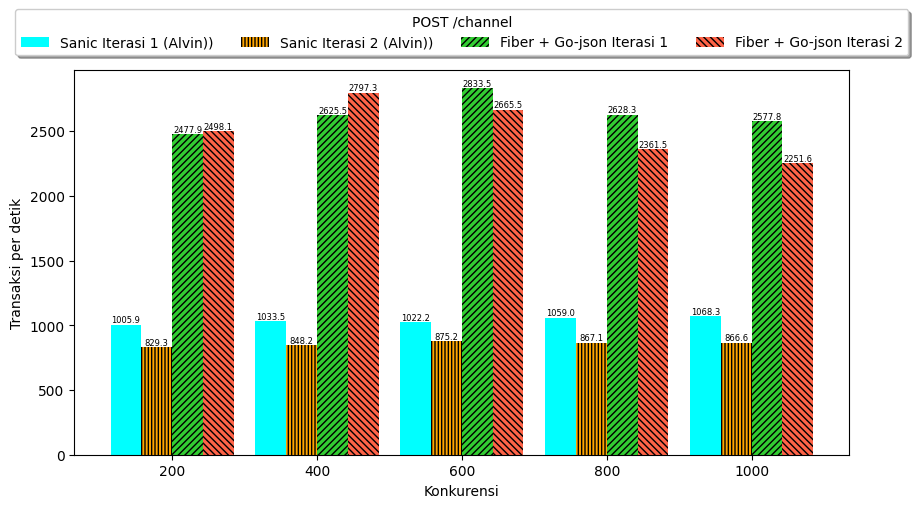 POST /channel
Sanic Iterasi 1 (Alvin)) Sanic Iterasi 2 (Alvin)) Fiber + Go-json Iterasi 1 Fiber + Go-json Iterasi 2
Transaksi per detik
2500
2000
1500
1000
500
0
1005.9 829.3 2477.9 2498.1
1033.5 848.2 2625.5 2797.3
1022.2 875.2 2833.5 2665.5
1059.0 867.1 2628.3 2361.5
1068.3 866.6 2577.8 2251.6
200 400 600 800 1000
Konkurensi